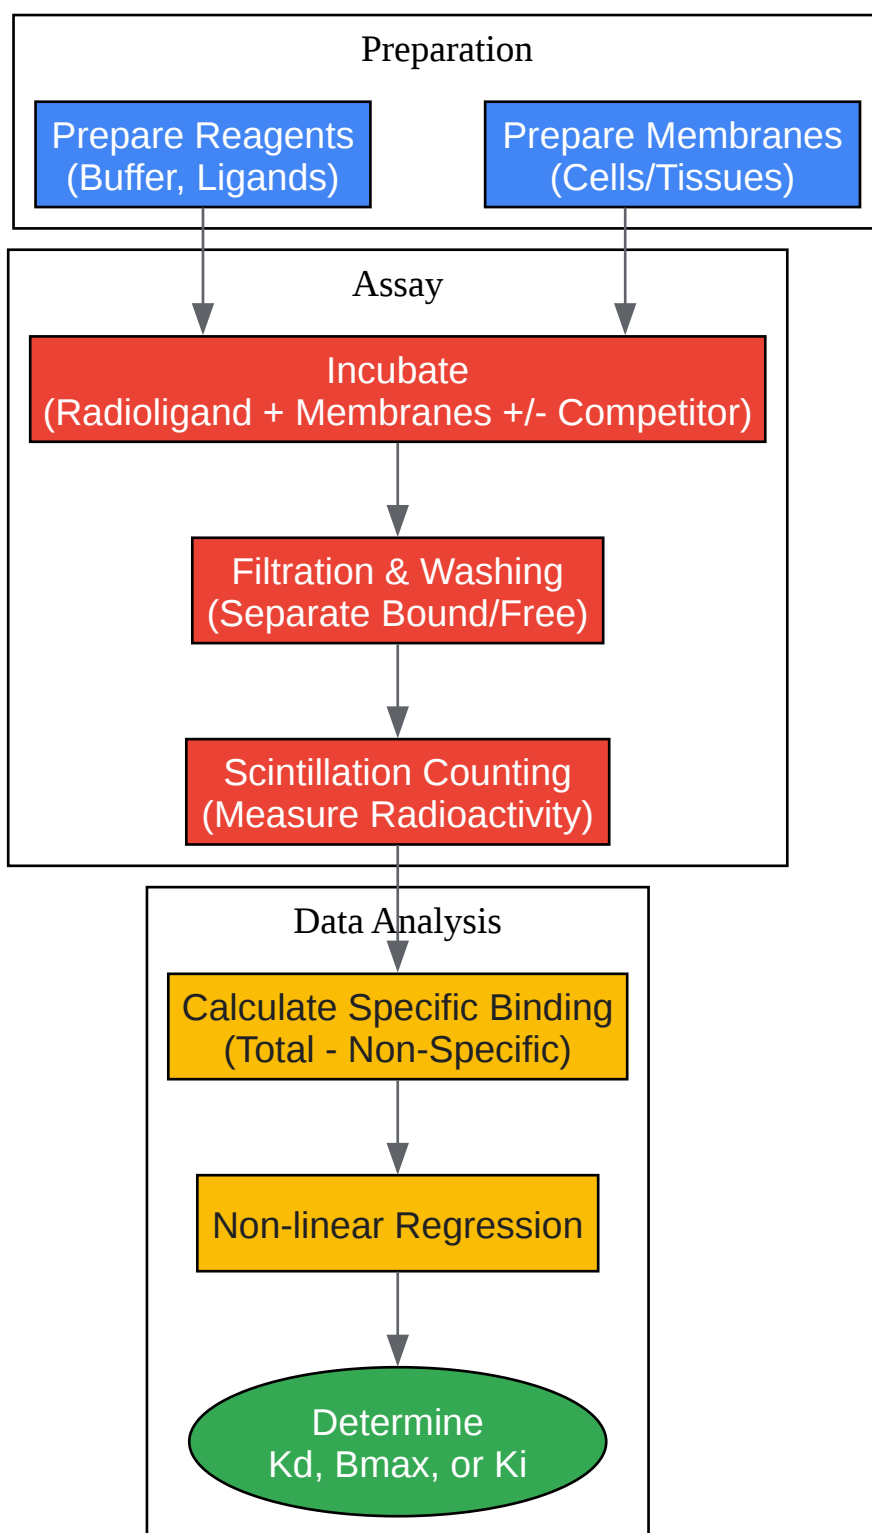 Preparation
Prepare Reagents
(Buffer, Ligands)
Prepare Membranes
(Cells/Tissues)
Assay
Incubate
(Radioligand + Membranes +/- Competitor)
Filtration & Washing
(Separate Bound/Free)
Scintillation Counting
(Measure Radioactivity)
Data Analysis
Calculate Specific Binding
(Total - Non-Specific)
Non-linear Regression
Determine
Kd, Bmax, or Ki